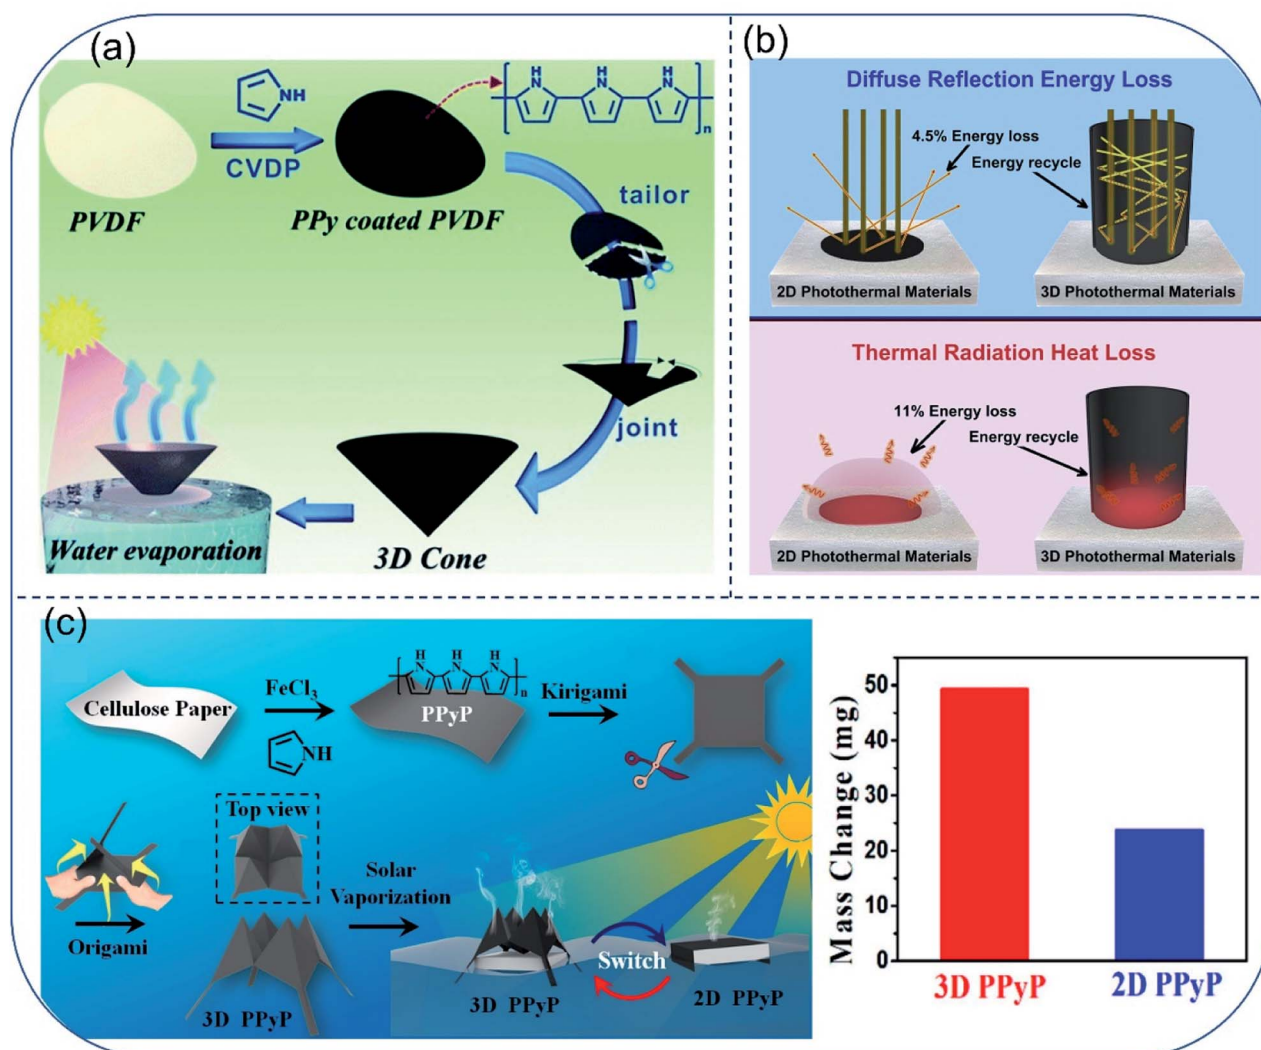 (a)
NH
CVDP
PVDF
PPy coated PVDF
H
N
H
N
H
N
n
tailor
joint
3D Cone
Water evaporation
(b)
Diffuse Reflection Energy Loss
4.5% Energy loss
Energy recycle
2D Photothermal Materials
3D Photothermal Materials
Thermal Radiation Heat Loss
11% Energy loss
Energy recycle
2D Photothermal Materials
3D Photothermal Materials
(c)
Cellulose Paper
FeCl3
NH
H
N
H
N
H
N
n
PPyP
Kirigami
Origami
Top view
3D PPyP
Solar
Vaporization
3D PPyP
Switch
2D PPyP
Mass Change (mg)
50
40
30
20
10
0
3D PPyP
2D PPyP